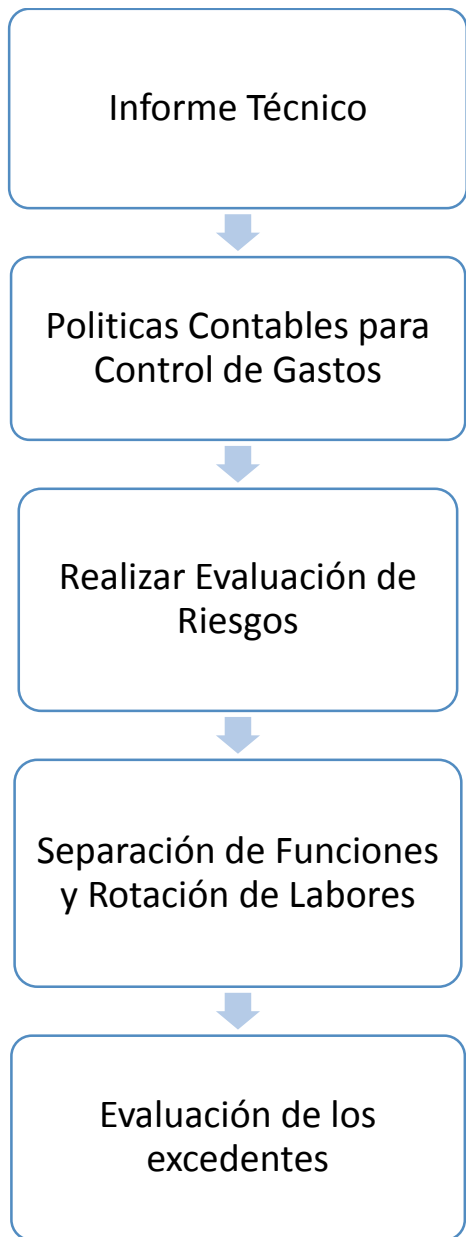 Informe Técnico
Politicas Contables para
Control de Gastos
Realizar Evaluación de
Riesgos
Separación de Funciones
y Rotación de Labores
Evaluación de los
excedentes